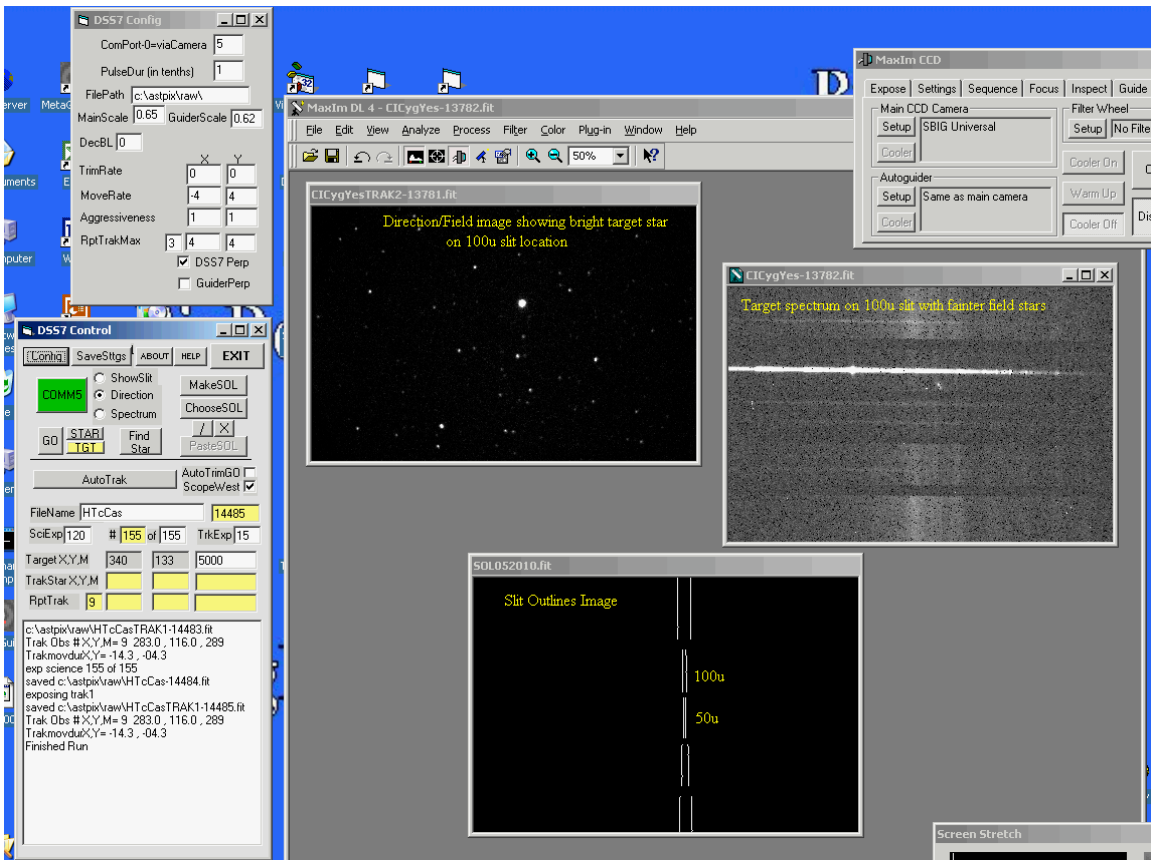 DSS7 Config
ComPort-0=viaCamera 5
PulseDur (in tenths) 1
FilePath c:\astpix\raw\
MainScale 0.65 GuiderScale 0.62
DecBL 0
X Y
TrimRate 0 0
MoveRate -4 4
Aggressiveness 1 1
RptTrakMax 3 4 4
DSS7 Perp
GuiderPerp
DSS7 Control
Config SaveSttgs ABOUT HELP EXIT
COMM5
ShowSlit
Direction
Spectrum
MakeSOL
ChooseSOL
/ X
PasteSOL
GO
STAR
TGT
Find
Star
AutoTrak
AutoTrimGO
ScopeWest
FileName HTcCas 14485
SciExp 120 # 155 of 155 TrkExp 15
Target X,Y,M 340 133 5000
TrakStar X,Y,M
RptTrak 9
c:\astpix\raw\HTcCasTRAK1-14483.fit
Trak Obs # X,Y,M= 9 283.0 , 116.0 , 289
TrakmovdurX,Y= -14.3 , -04.3
exp science 155 of 155
saved c:\astpix\raw\HTcCas-14484.fit
exposing trak1
saved c:\astpix\raw\HTcCasTRAK1-14485.fit
Trak Obs # X,Y,M= 9 283.0 , 116.0 , 289
TrakmovdurX,Y= -14.3 , -04.3
Finished Run
MaxIm DL 4 - CICygYes-13782.fit
File Edit View Analyze Process Filter Color Plug-in Window Help
50%
CICygYesTRAK2-13781.fit
Direction/Field image showing bright target star
on 100u slit location
MaxIm CCD
Expose Settings Sequence Focus Inspect Guide
Main CCD Camera
Setup SBIG Universal
Cooler
Filter Wheel
Setup No Filte
Autoguider
Setup Same as main camera
Cooler
Cooler On
Warm Up
Cooler Off
CICygYes-13782.fit
Target spectrum on 100u slit with fainter field stars
SOL052010.fit
Slit Outlines Image
100u
50u
Screen Stretch